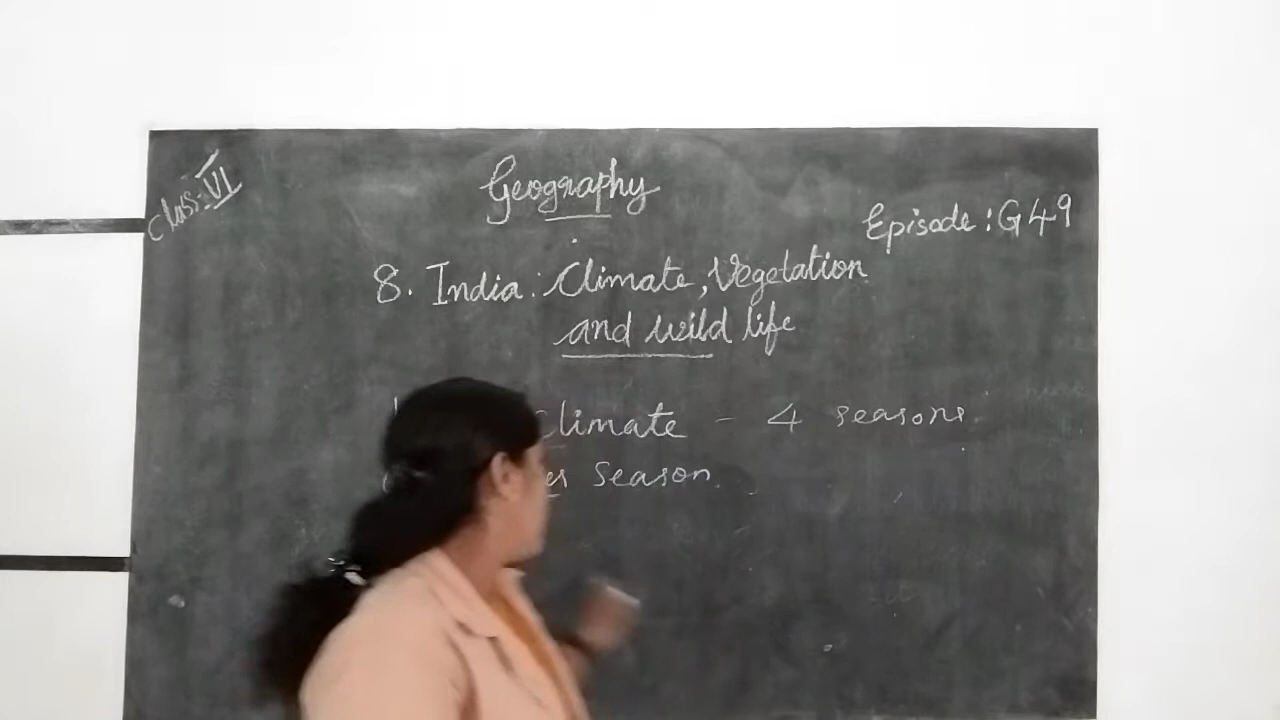 Class: VI
Geography
Episode: G49
8. India: Climate, Vegetation
and wild life
climate - 4 seasons.
season.